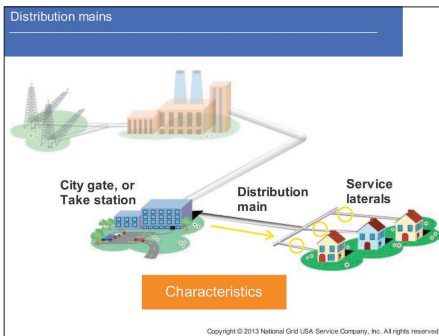 Distribution mains
City gate, or
Take station
Distribution
main
Service
laterals
Characteristics
Copyright © 2013 National Grid USA Service Company, Inc. All rights reserved